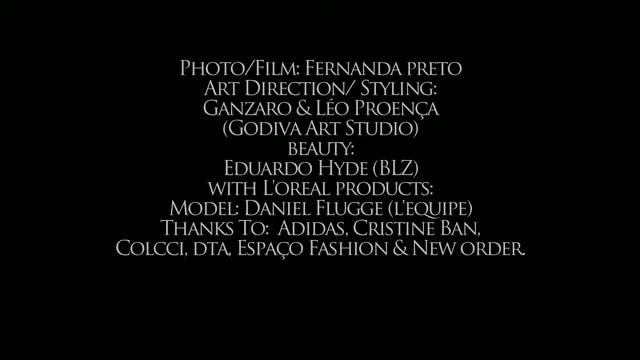 Photo/Film: Fernanda preto
Art Direction/ Styling:
Ganzaro & Léo Proença
(Godiva Art Studio)
beauty:
Eduardo Hyde (BLZ)
with L'oreal products:
Model: Daniel Flugge (l'equipe)
Thanks To: Adidas, Cristine Ban,
Colcci, dta, Espaço Fashion & New order.